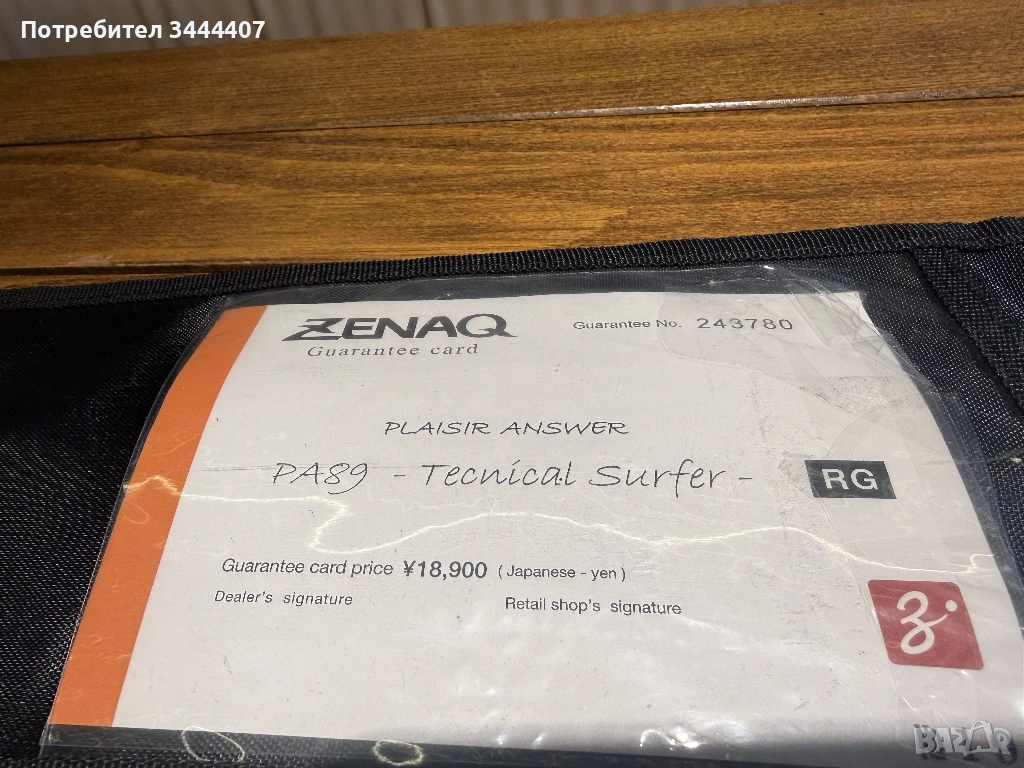 Потребител 3444407
ZENAQ
Guarantee card
Guarantee No. 243780
PLAISIR ANSWER
PA89 - Tecnical Surfer -
RG
Guarantee card price ¥18,900 ( Japanese - yen )
Dealer's signature
Retail shop's signature
BAZAR